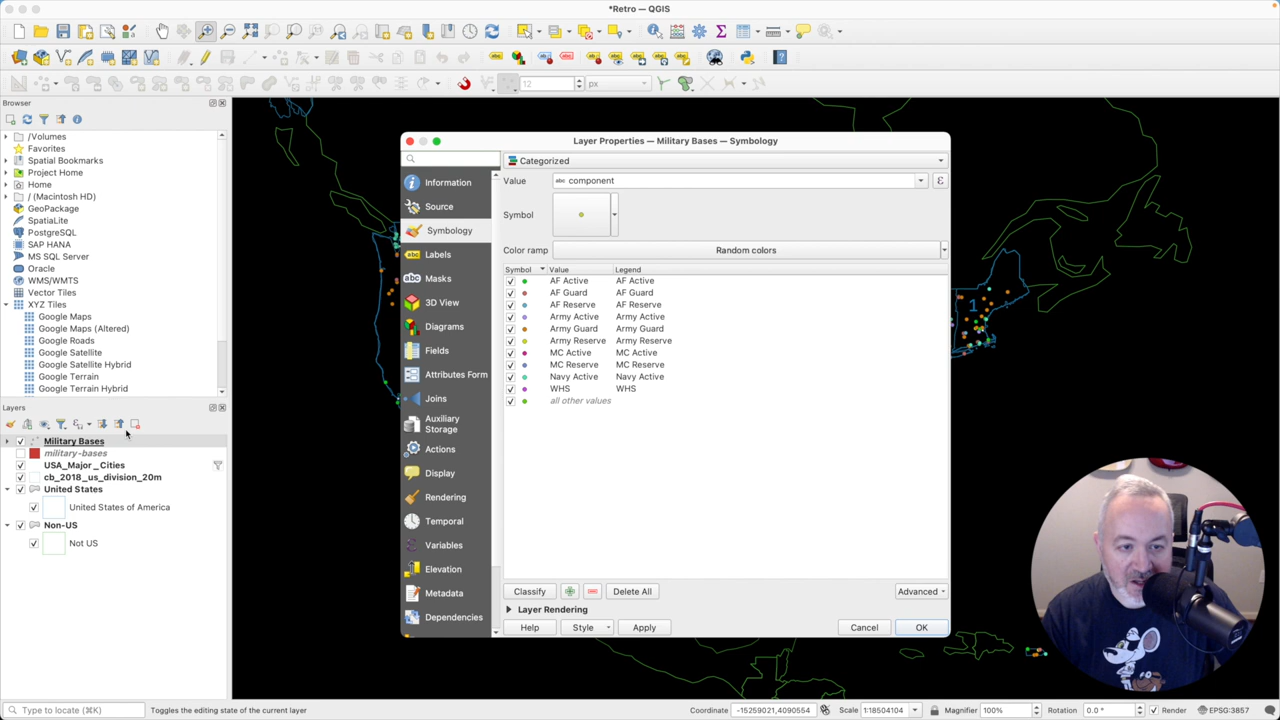 *Retro — QGIS
12
px
Browser
/Volumes
Favorites
Spatial Bookmarks
Project Home
Home
/ (Macintosh HD)
GeoPackage
SpatiaLite
PostgreSQL
SAP HANA
MS SQL Server
Oracle
WMS/WMTS
Vector Tiles
XYZ Tiles
Google Maps
Google Maps (Altered)
Google Roads
Google Satellite
Google Satellite Hybrid
Google Terrain
Google Terrain Hybrid
Layers
Military Bases
military-bases
USA_Major_Cities
cb_2018_us_division_20m
United States
United States of America
Non-US
Not US
Layer Properties — Military Bases — Symbology
Information
Source
Symbology
Labels
Masks
3D View
Diagrams
Fields
Attributes Form
Joins
Auxiliary
Storage
Actions
Display
Rendering
Temporal
Variables
Elevation
Metadata
Dependencies
Categorized
Value abc component
Symbol
Color ramp Random colors
Symbol Value Legend
AF Active AF Active
AF Guard AF Guard
AF Reserve AF Reserve
Army Active Army Active
Army Guard Army Guard
Army Reserve Army Reserve
MC Active MC Active
MC Reserve MC Reserve
Navy Active Navy Active
WHS WHS
all other values
Classify Delete All Advanced
Layer Rendering
Help Style Apply Cancel OK
1
Type to locate (⌘K) Toggles the editing state of the current layer Coordinate -15259021,4090554 Scale 1:18504104 Magnifier 100% Rotation 0.0 ° Render EPSG:3857